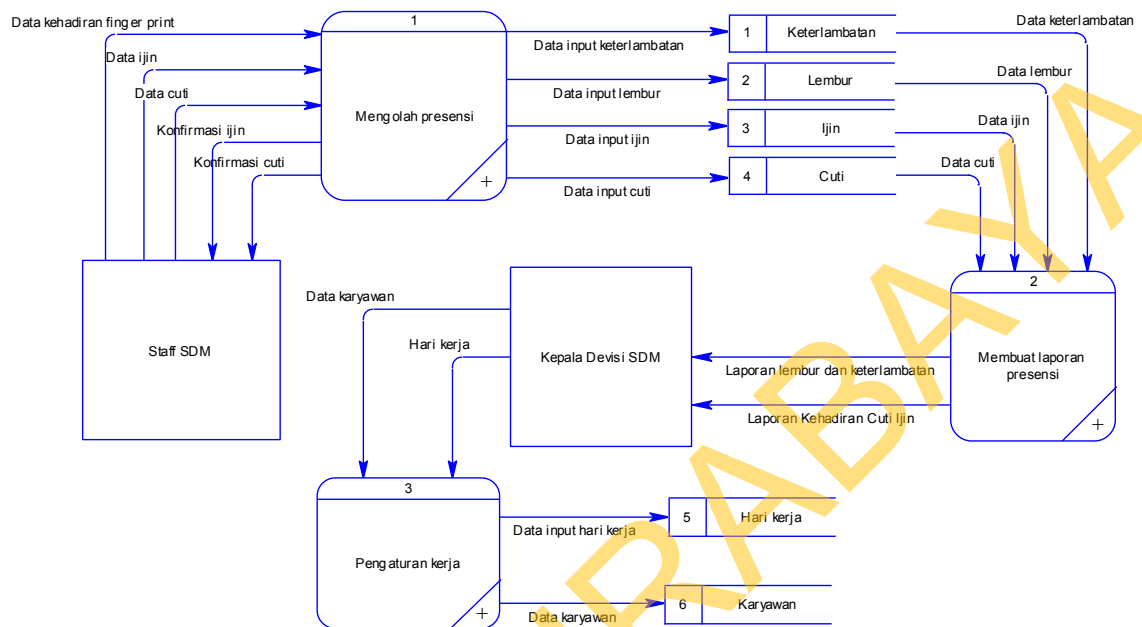 Data kehadiran finger print
Data ijin
Data cuti
Konfirmasi ijin
Konfirmasi cuti
1
Mengolah presensi
+
Data input keterlambatan
Data input lembur
Data input ijin
Data input cuti
1 Keterlambatan
2 Lembur
3 Ijin
4 Cuti
Data keterlambatan
Data lembur
Data ijin
Data cuti
Staff SDM
Data karyawan
Hari kerja
Kepala Devisi SDM
Laporan lembur dan keterlambatan
Laporan Kehadiran Cuti Ijin
2
Membuat laporan
presensi
+
3
Pengaturan kerja
+
Data input hari kerja
Data karyawan
5 Hari kerja
6 Karyawan
RABAYA